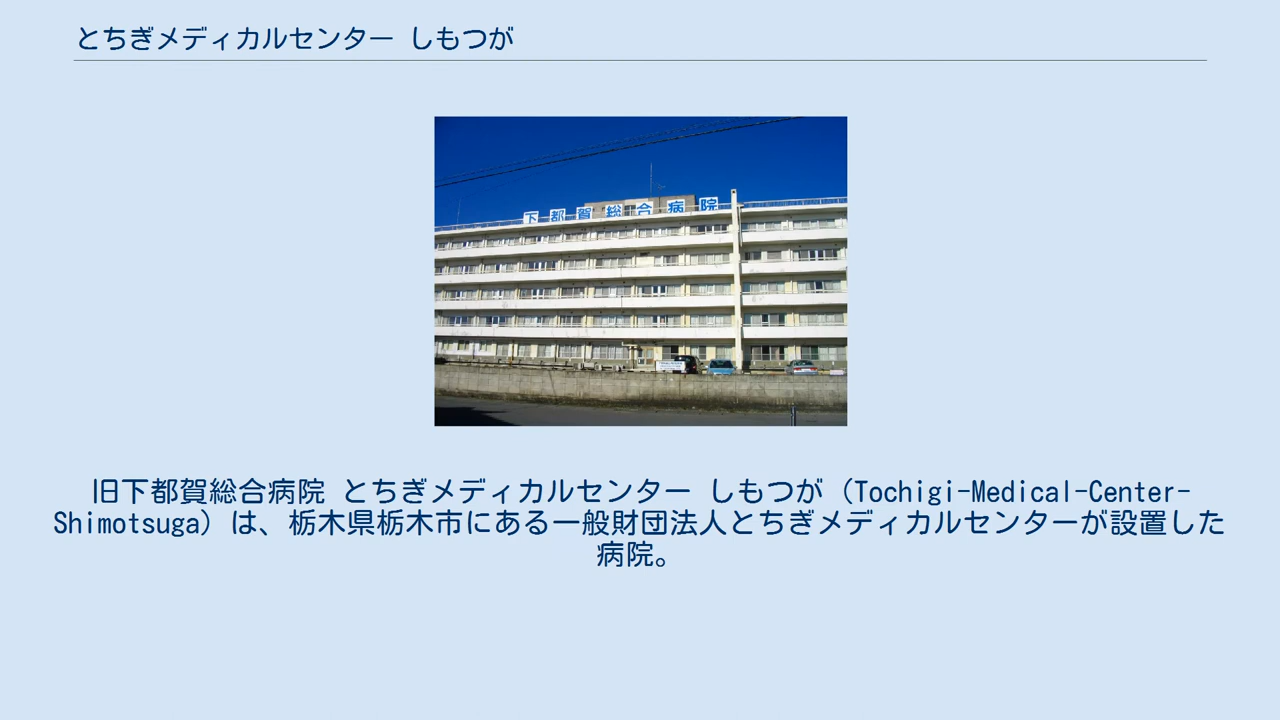 とちぎメディカルセンター しもつが
下都賀総合病院
旧下都賀総合病院 とちぎメディカルセンター しもつが（Tochigi-Medical-Center-
Shimotsuga）は、栃木県栃木市にある一般財団法人とちぎメディカルセンターが設置した
病院。